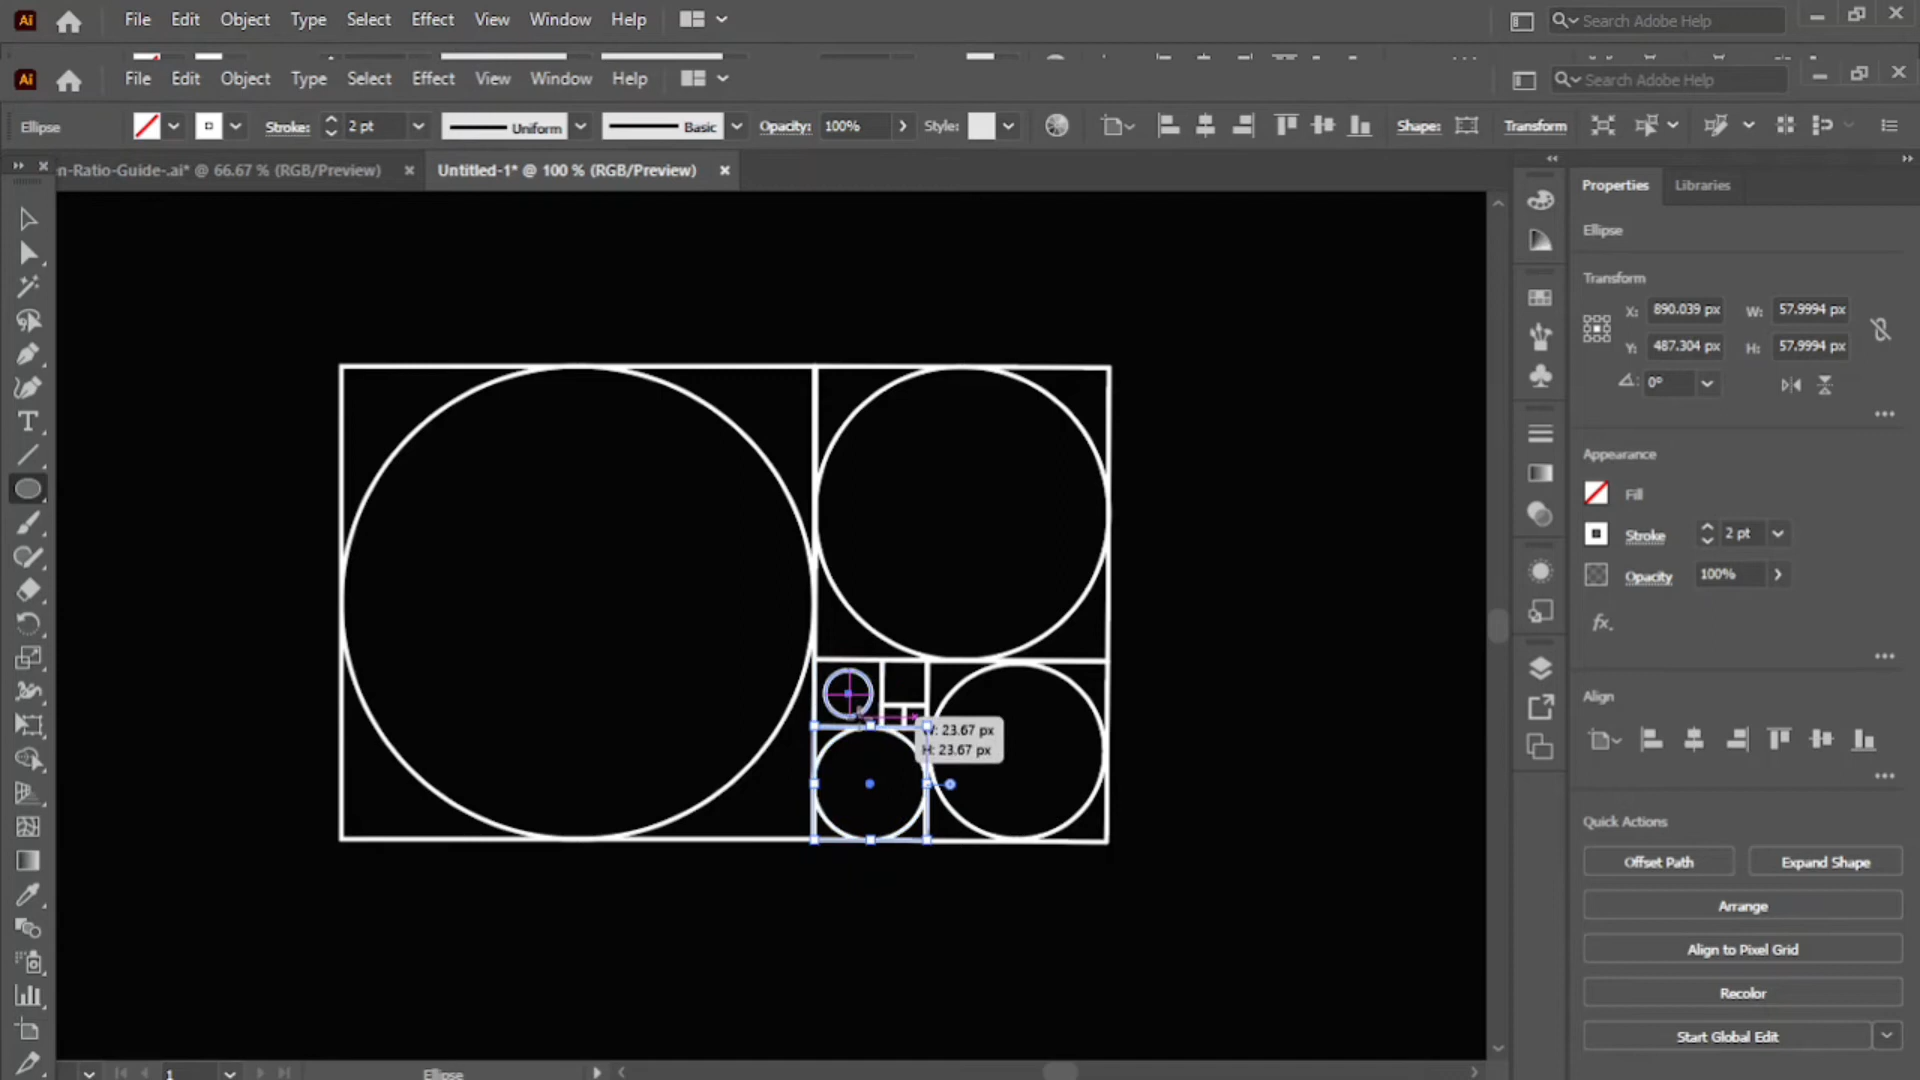 Ai File Edit Object Type Select Effect View Window Help Search Adobe Help
Ai File Edit Object Type Select Effect View Window Help Search Adobe Help
Ellipse Stroke: 2 pt Uniform Basic Opacity: 100% Style: Shape: Transform
n-Ratio-Guide-.ai* @ 66.67 % (RGB/Preview) Untitled-1* @ 100 % (RGB/Preview)
Properties Libraries
Ellipse
Transform
X: 890.039 px W: 57.9994 px
Y: 487.304 px H: 57.9994 px
0°
Appearance
Fill
Stroke 2 pt
Opacity 100%
fx.
Align
W: 23.67 px
H: 23.67 px
Quick Actions
Offset Path Expand Shape
Arrange
Align to Pixel Grid
Recolor
Start Global Edit
1 Ellipse